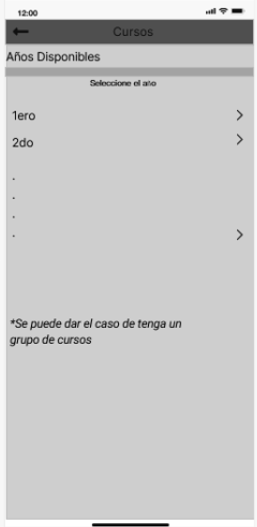 12:00
Cursos
Años Disponibles
Seleccione el año
1ero
2do
.
.
.
.
*Se puede dar el caso de tenga un
grupo de cursos